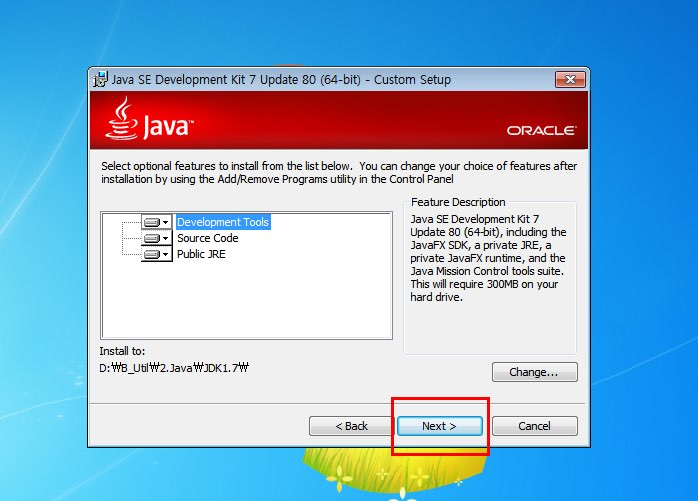 Java SE Development Kit 7 Update 80 (64-bit) - Custom Setup
Java™
ORACLE
Select optional features to install from the list below. You can change your choice of features after
installation by using the Add/Remove Programs utility in the Control Panel
Development Tools
Source Code
Public JRE
Feature Description
Java SE Development Kit 7
Update 80 (64-bit), including the
JavaFX SDK, a private JRE, a
private JavaFX runtime, and the
Java Mission Control tools suite.
This will require 300MB on your
hard drive.
Install to:
D:₩B_Util₩2.Java₩JDK1.7₩
Change...
< Back
Next >
Cancel